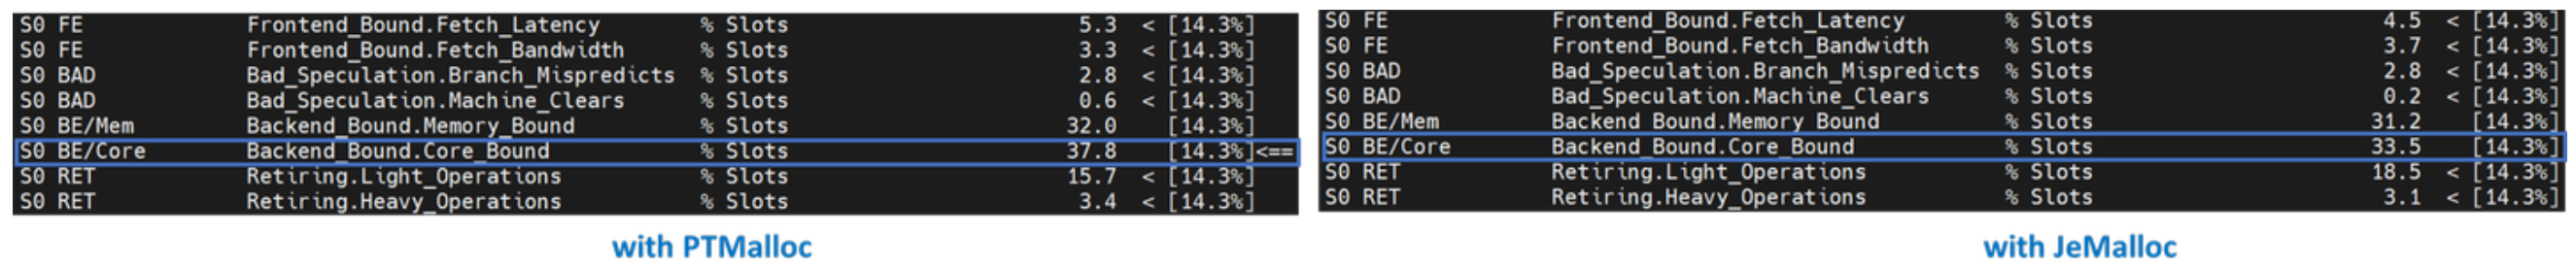 S0 FE Frontend_Bound.Fetch_Latency % Slots 5.3 < [14.3%]
S0 FE Frontend_Bound.Fetch_Bandwidth % Slots 3.3 < [14.3%]
S0 BAD Bad_Speculation.Branch_Mispredicts % Slots 2.8 < [14.3%]
S0 BAD Bad_Speculation.Machine_Clears % Slots 0.6 < [14.3%]
S0 BE/Mem Backend_Bound.Memory_Bound % Slots 32.0 [14.3%]
S0 BE/Core Backend_Bound.Core_Bound % Slots 37.8 [14.3%]<==
S0 RET Retiring.Light_Operations % Slots 15.7 < [14.3%]
S0 RET Retiring.Heavy_Operations % Slots 3.4 < [14.3%]
with PTMalloc
S0 FE Frontend_Bound.Fetch_Latency % Slots 4.5 < [14.3%]
S0 FE Frontend_Bound.Fetch_Bandwidth % Slots 3.7 < [14.3%]
S0 BAD Bad_Speculation.Branch_Mispredicts % Slots 2.8 < [14.3%]
S0 BAD Bad_Speculation.Machine_Clears % Slots 0.2 < [14.3%]
S0 BE/Mem Backend_Bound.Memory_Bound % Slots 31.2 [14.3%]
S0 BE/Core Backend_Bound.Core_Bound % Slots 33.5 [14.3%]
S0 RET Retiring.Light_Operations % Slots 18.5 < [14.3%]
S0 RET Retiring.Heavy_Operations % Slots 3.1 < [14.3%]
with JeMalloc